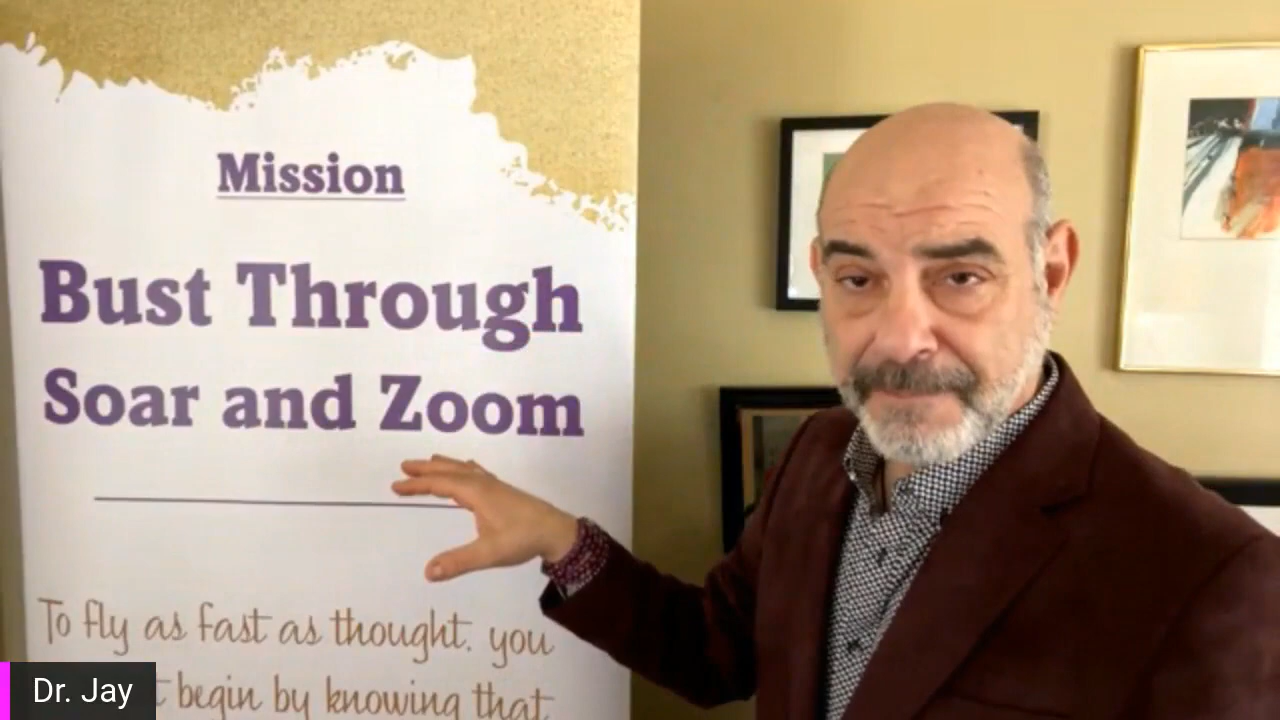 Mission
Bust Through
Soar and Zoom
To fly as fast as thought, you
begin by knowing that
Dr. Jay